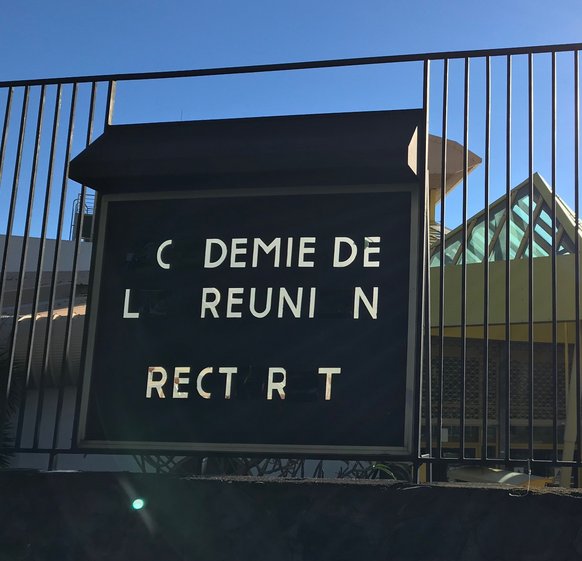 C DEMIE DE
L REUNI N
RECT R T